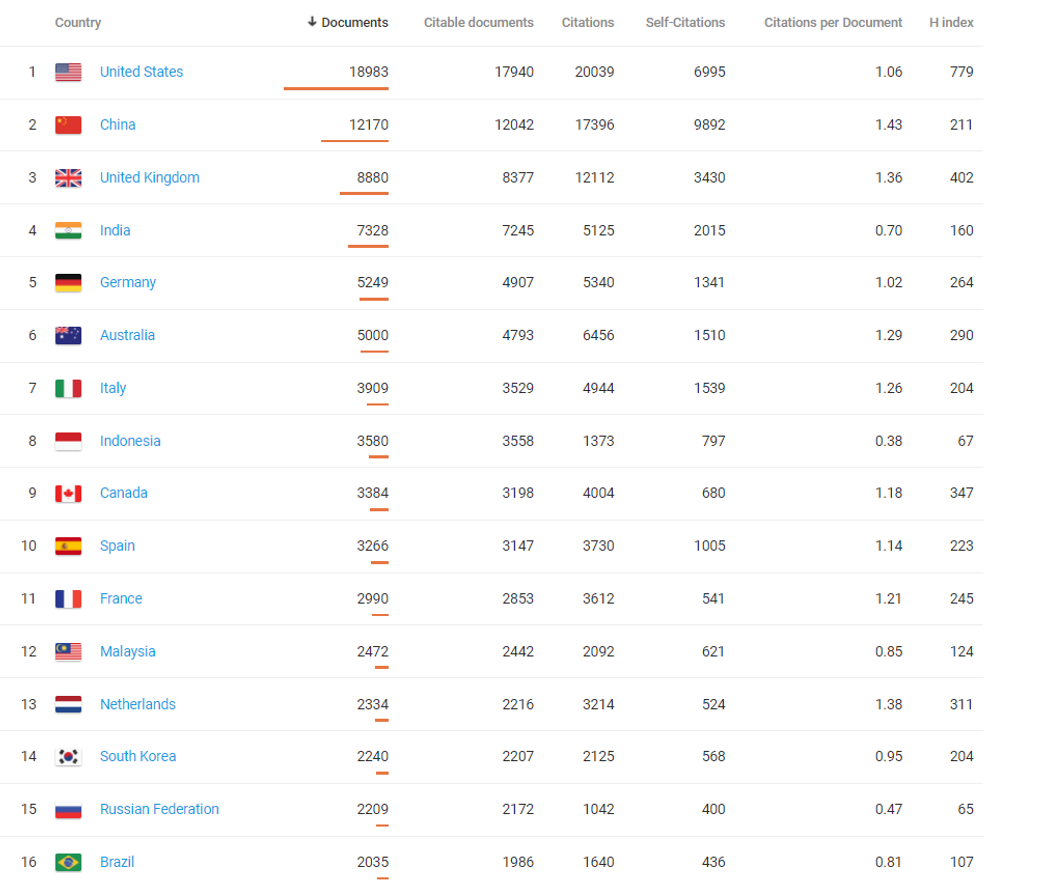 Country Documents Citable documents Citations Self-Citations Citations per Document H index
1 United States 18983 17940 20039 6995 1.06 779
2 China 12170 12042 17396 9892 1.43 211
3 United Kingdom 8880 8377 12112 3430 1.36 402
4 India 7328 7245 5125 2015 0.70 160
5 Germany 5249 4907 5340 1341 1.02 264
6 Australia 5000 4793 6456 1510 1.29 290
7 Italy 3909 3529 4944 1539 1.26 204
8 Indonesia 3580 3558 1373 797 0.38 67
9 Canada 3384 3198 4004 680 1.18 347
10 Spain 3266 3147 3730 1005 1.14 223
11 France 2990 2853 3612 541 1.21 245
12 Malaysia 2472 2442 2092 621 0.85 124
13 Netherlands 2334 2216 3214 524 1.38 311
14 South Korea 2240 2207 2125 568 0.95 204
15 Russian Federation 2209 2172 1042 400 0.47 65
16 Brazil 2035 1986 1640 436 0.81 107